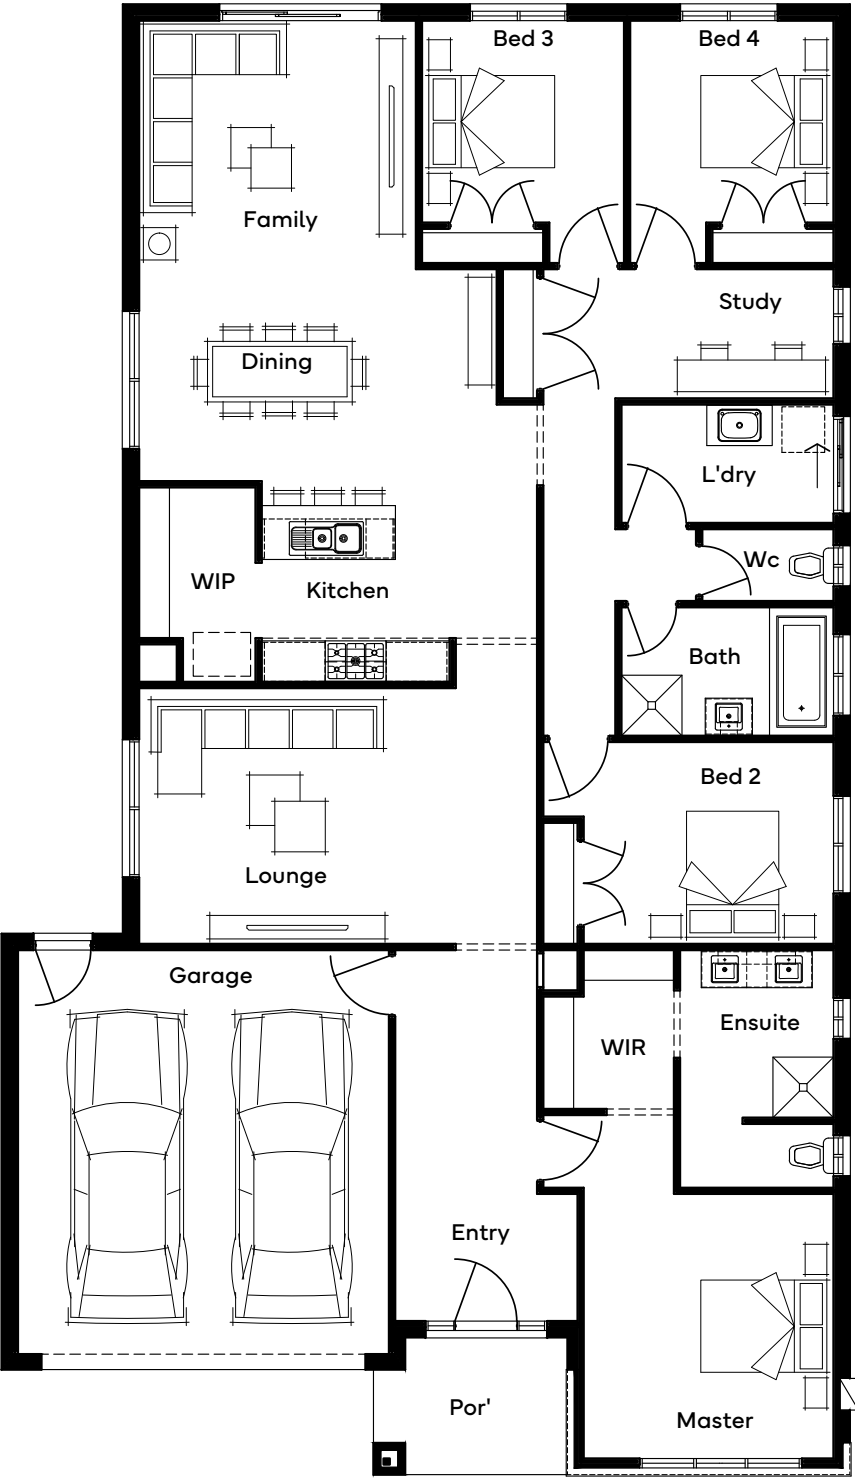 Bed 3
Bed 4
Family
Study
Dining
L'dry
Wc
WIP
Kitchen
Bath
Bed 2
Lounge
Garage
Ensuite
WIR
Entry
Por'
Master